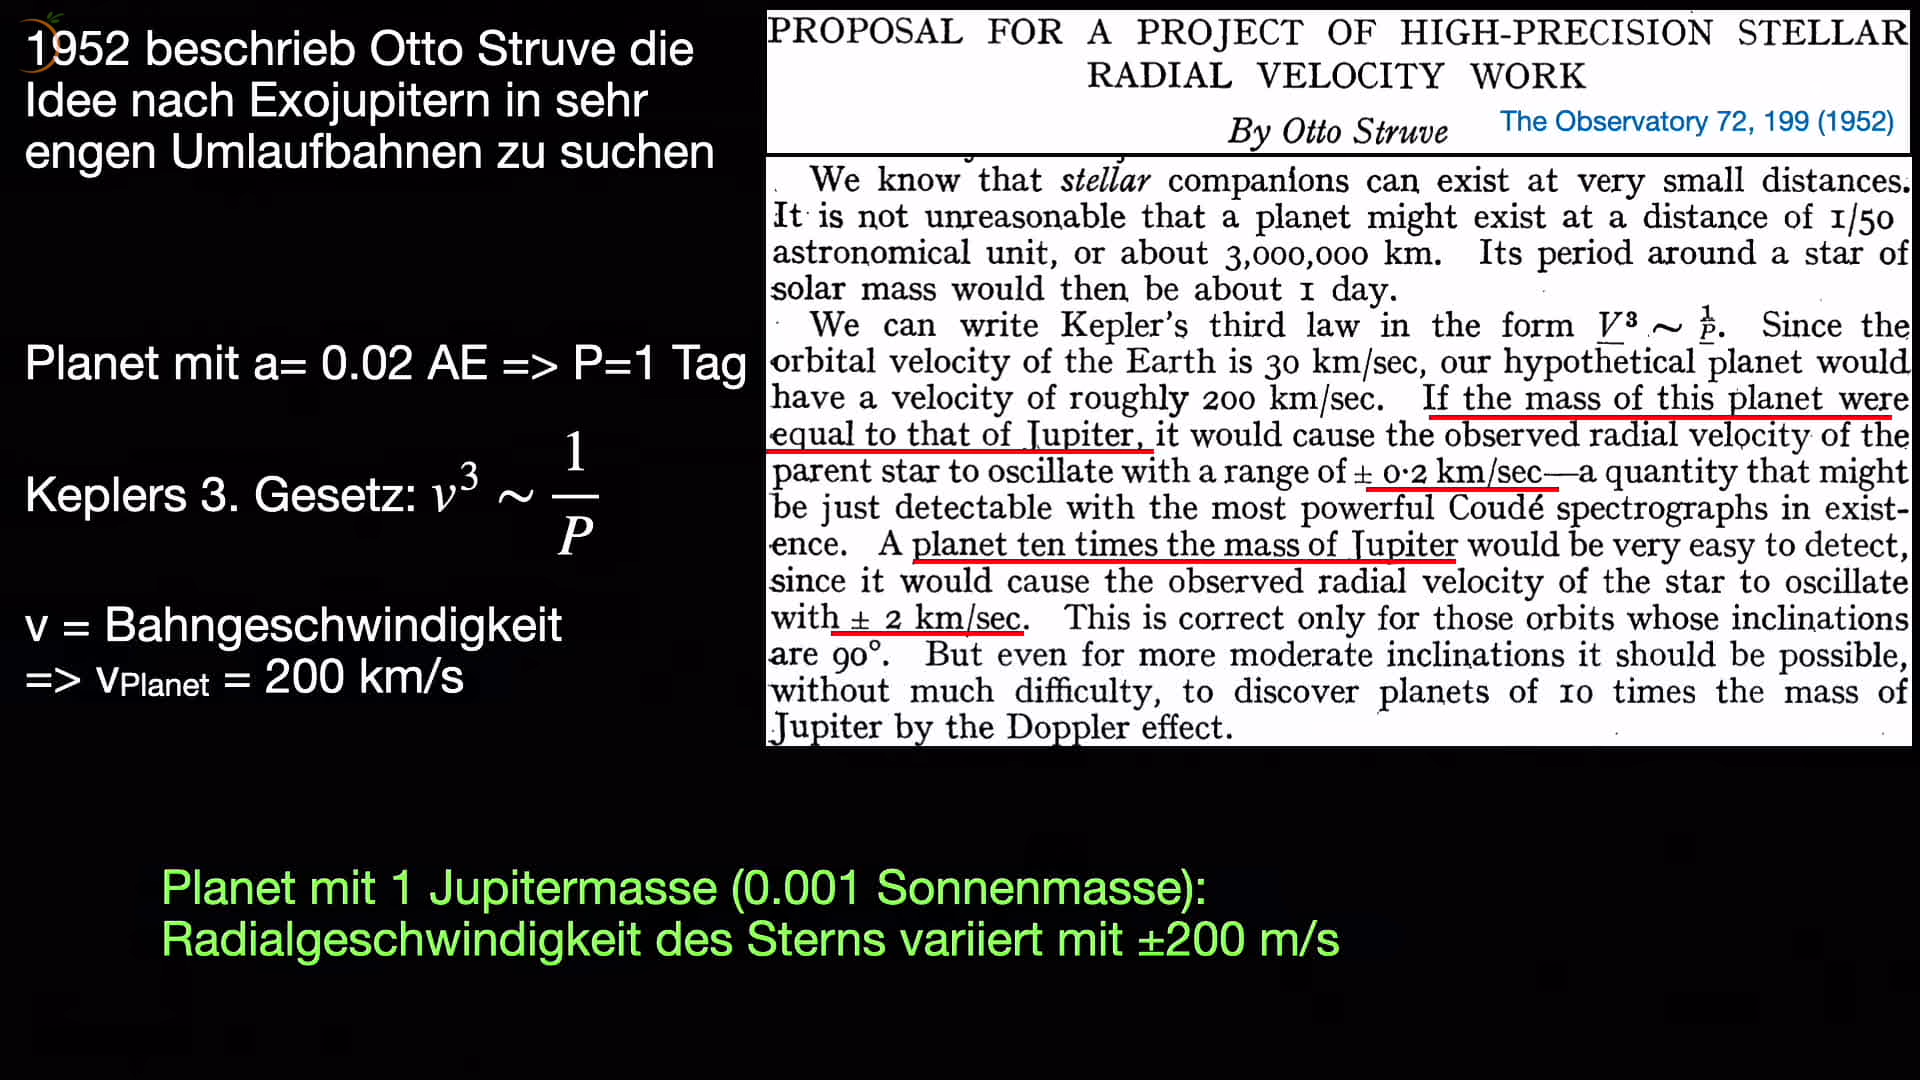 1952 beschrieb Otto Struve die
Idee nach Exojupitern in sehr
engen Umlaufbahnen zu suchen
Planet mit a= 0.02 AE => P=1 Tag
Keplers 3. Gesetz: v³ ~ 1/P
v = Bahngeschwindigkeit
=> vPlanet = 200 km/s
PROPOSAL FOR A PROJECT OF HIGH-PRECISION STELLAR
RADIAL VELOCITY WORK
By Otto Struve
The Observatory 72, 199 (1952)
We know that stellar companions can exist at very small distances.
It is not unreasonable that a planet might exist at a distance of 1/50
astronomical unit, or about 3,000,000 km. Its period around a star of
solar mass would then be about 1 day.
We can write Kepler's third law in the form V³ ~ 1/P. Since the
orbital velocity of the Earth is 30 km/sec, our hypothetical planet would
have a velocity of roughly 200 km/sec. If the mass of this planet were
equal to that of Jupiter, it would cause the observed radial velocity of the
parent star to oscillate with a range of ± 0·2 km/sec—a quantity that might
be just detectable with the most powerful Coudé spectrographs in exist-
ence. A planet ten times the mass of Jupiter would be very easy to detect,
since it would cause the observed radial velocity of the star to oscillate
with ± 2 km/sec. This is correct only for those orbits whose inclinations
are 90°. But even for more moderate inclinations it should be possible,
without much difficulty, to discover planets of 10 times the mass of
Jupiter by the Doppler effect.
Planet mit 1 Jupitermasse (0.001 Sonnenmasse):
Radialgeschwindigkeit des Sterns variiert mit ±200 m/s